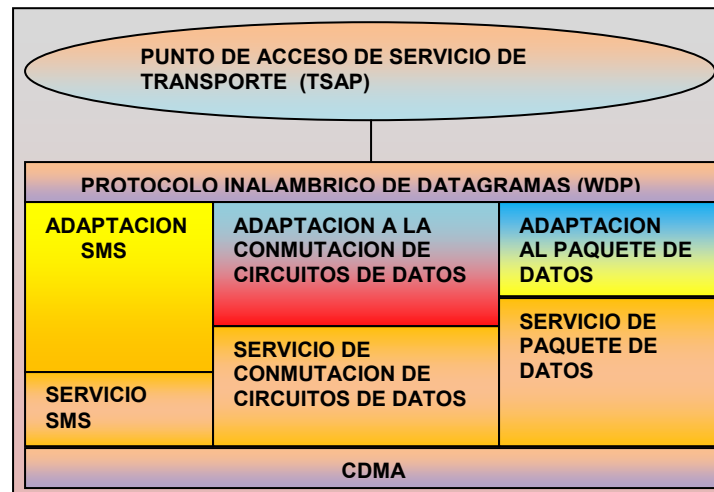 PUNTO DE ACCESO DE SERVICIO DE
TRANSPORTE (TSAP)
PROTOCOLO INALAMBRICO DE DATAGRAMAS (WDP)
ADAPTACION
SMS
ADAPTACION A LA
CONMUTACION DE
CIRCUITOS DE DATOS
ADAPTACION
AL PAQUETE DE
DATOS
SERVICIO
SMS
SERVICIO DE
CONMUTACION DE
CIRCUITOS DE DATOS
SERVICIO DE
PAQUETE DE
DATOS
CDMA